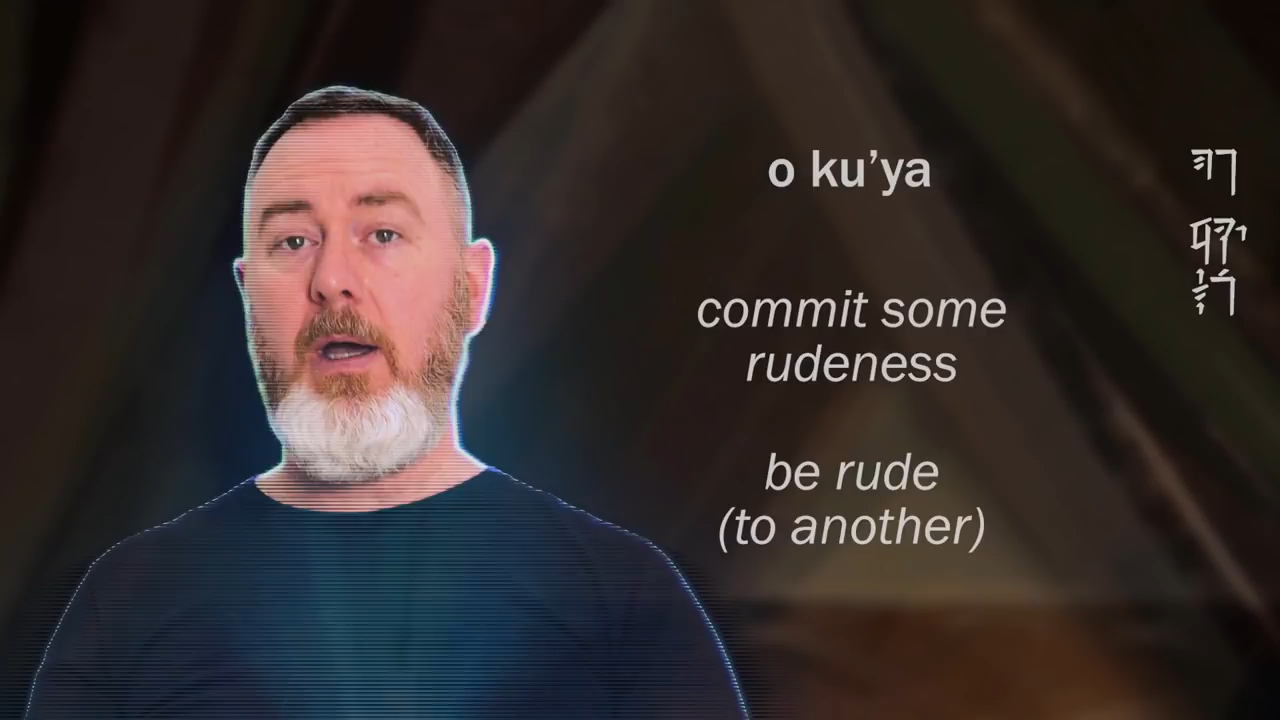 o ku’ya
commit some
rudeness
be rude
(to another)